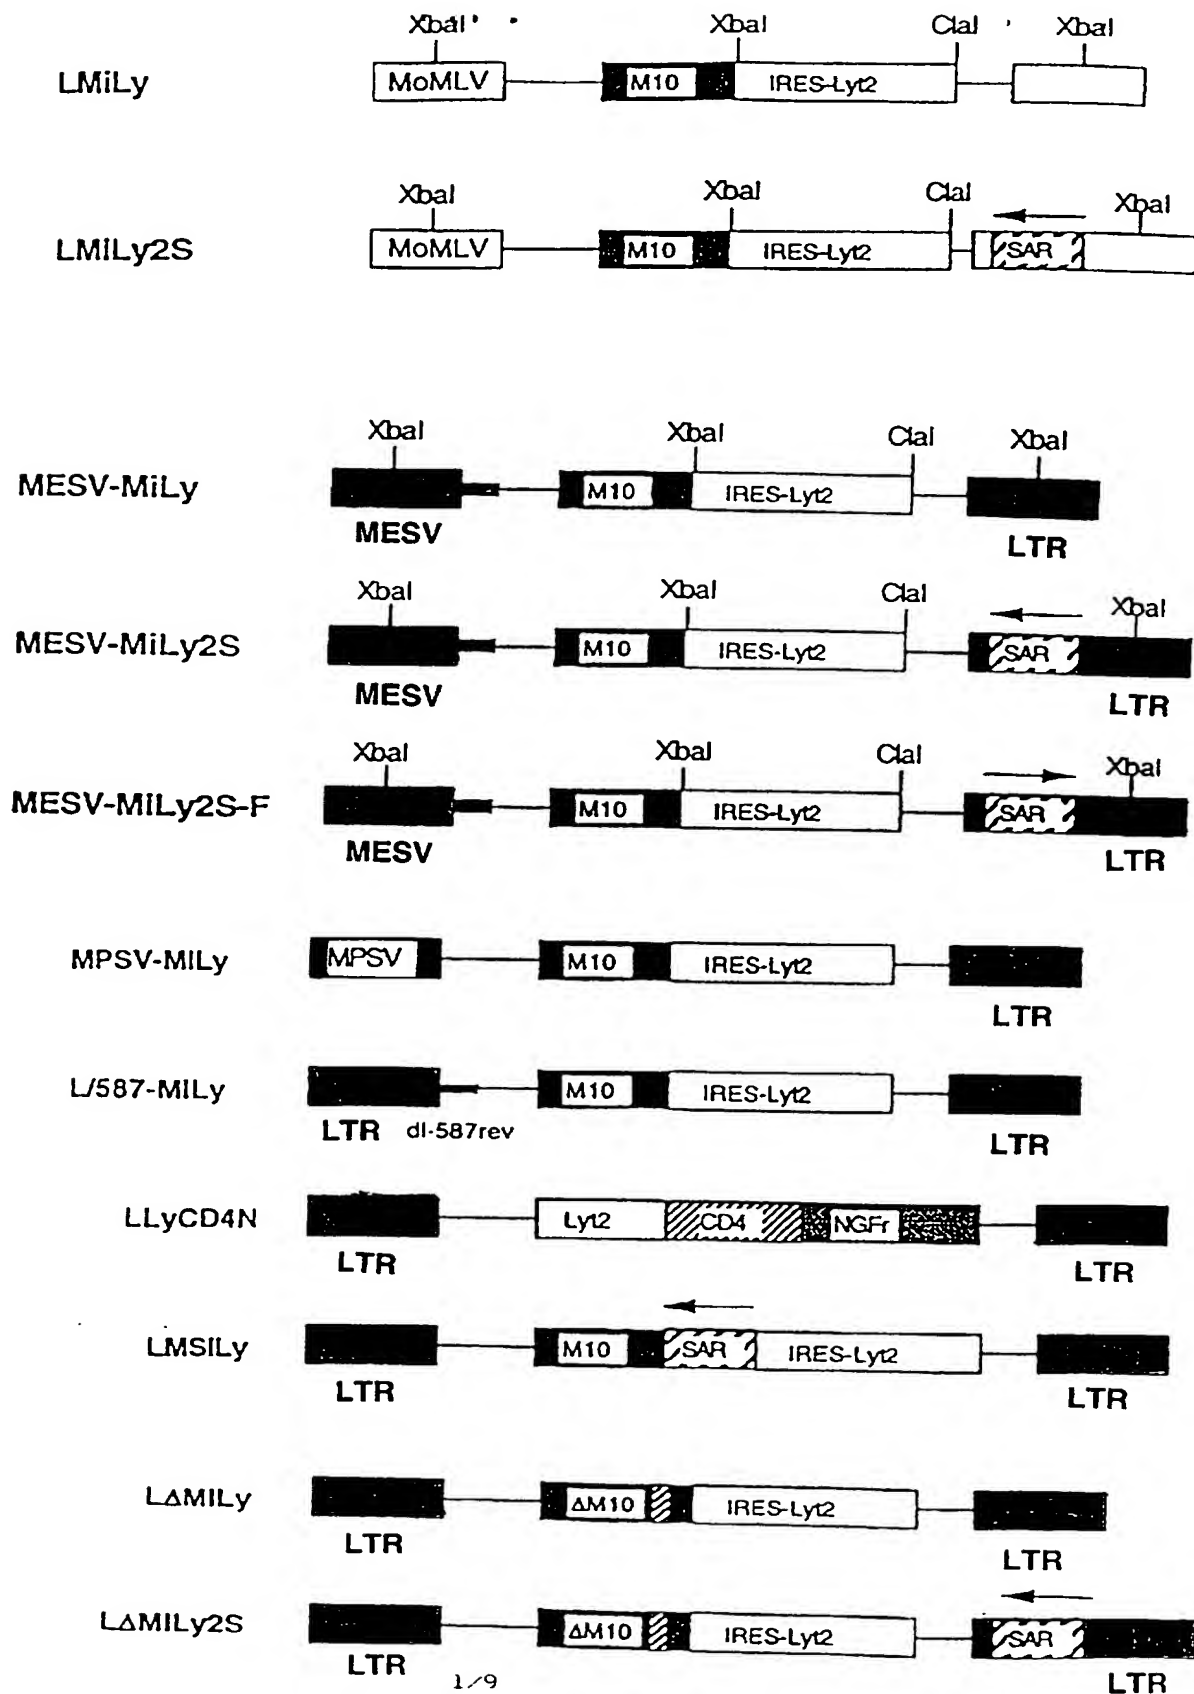 XbaI XbaI ClaI XbaI
LMiLy MoMLV M10 IRES-Lyt2
XbaI XbaI ClaI XbaI
LMiLy2S MoMLV M10 IRES-Lyt2 SAR
XbaI XbaI ClaI XbaI
MESV-MiLy M10 IRES-Lyt2
MESV LTR
XbaI XbaI ClaI XbaI
MESV-MiLy2S M10 IRES-Lyt2 SAR
MESV LTR
XbaI XbaI ClaI XbaI
MESV-MiLy2S-F M10 IRES-Lyt2 SAR
MESV LTR
MPSV-MiLy MPSV M10 IRES-Lyt2
LTR
L/587-MiLy M10 IRES-Lyt2
LTR dl-587rev LTR
LLyCD4N Lyt2 CD4 NGFr
LTR LTR
LMSiLy M10 SAR IRES-Lyt2
LTR LTR
LΔMiLy ΔM10 IRES-Lyt2
LTR LTR
LΔMiLy2S ΔM10 IRES-Lyt2 SAR
LTR LTR
1/9